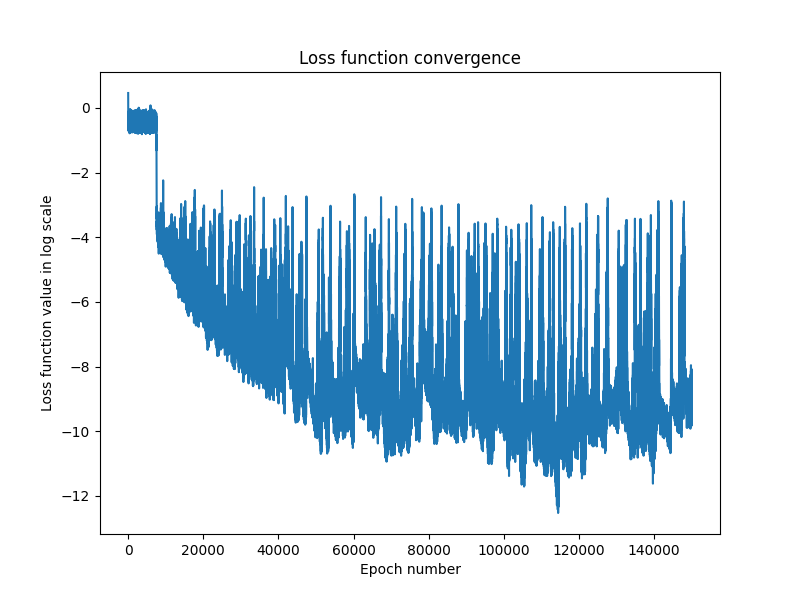 Loss function convergence
Loss function value in log scale
0
−2
−4
−6
−8
−10
−12
0 20000 40000 60000 80000 100000 120000 140000
Epoch number